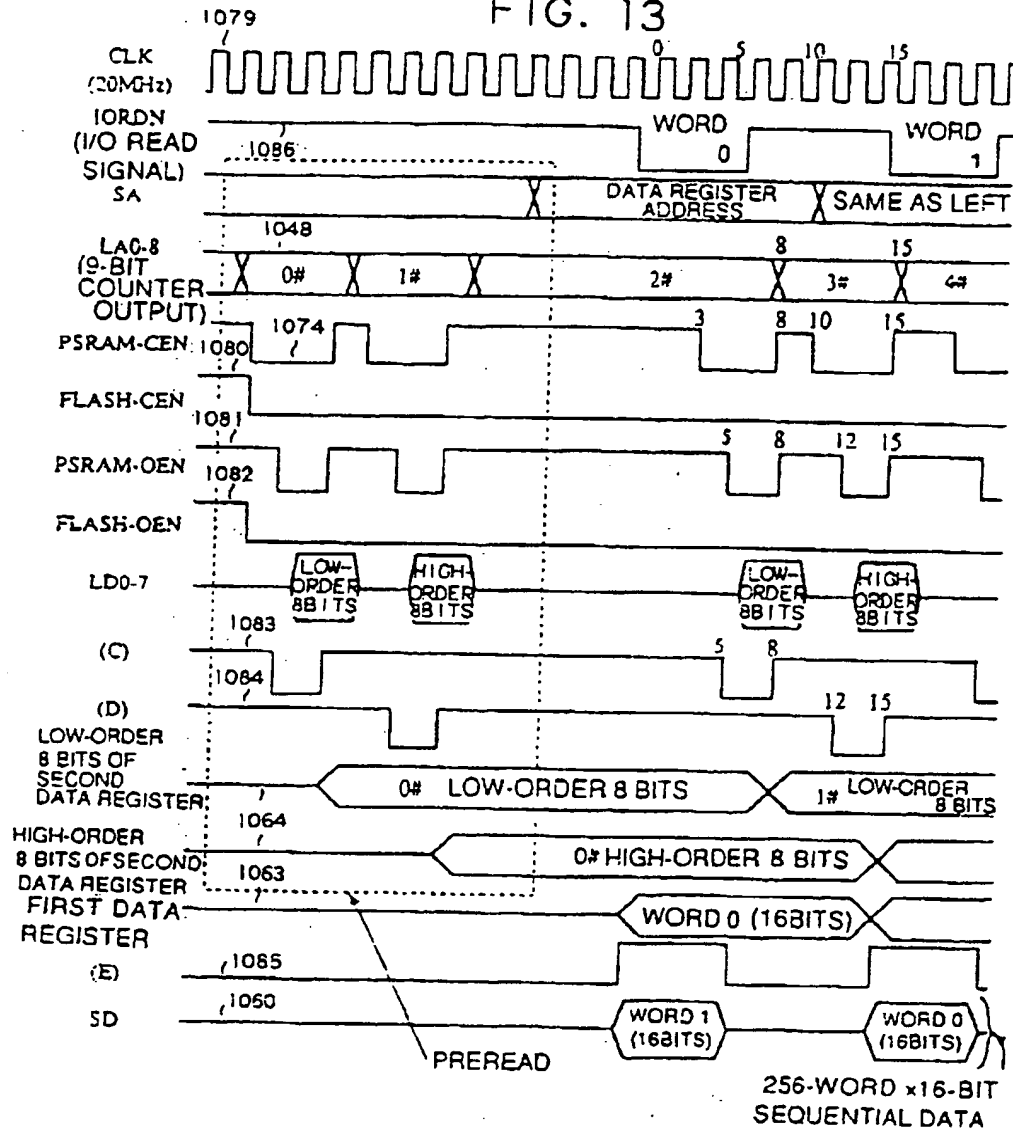 FIG. 13
1079
CLK
(20MHz)
0 5 10 15
IORDN
(I/O READ
SIGNAL)
WORD
0
WORD
1
1086
SA
DATA REGISTER
ADDRESS
SAME AS LEFT
1048
LA0-8
(9-BIT
COUNTER
OUTPUT)
0# 1# 2# 3# 4#
8 15
1074
PSRAM-CEN
3 8 10 15
1080
FLASH-CEN
1081
PSRAM-OEN
5 8 12 15
1082
FLASH-OEN
LD0-7
LOW-
ORDER
8BITS
HIGH-
ORDER
8BITS
LOW-
ORDER
8BITS
HIGH-
ORDER
8BITS
1083
(C)
5 8
1084
(D)
12 15
LOW-ORDER
8 BITS OF
SECOND
DATA REGISTER
0# LOW-ORDER 8 BITS
1# LOW-ORDER
8 BITS
1064
HIGH-ORDER
8 BITS OF SECOND
DATA REGISTER
0# HIGH-ORDER 8 BITS
1063
FIRST DATA
REGISTER
WORD 0 (16BITS)
1085
(E)
1060
SD
WORD 1
(16BITS)
WORD 0
(16BITS)
PREREAD
256-WORD x16-BIT
SEQUENTIAL DATA